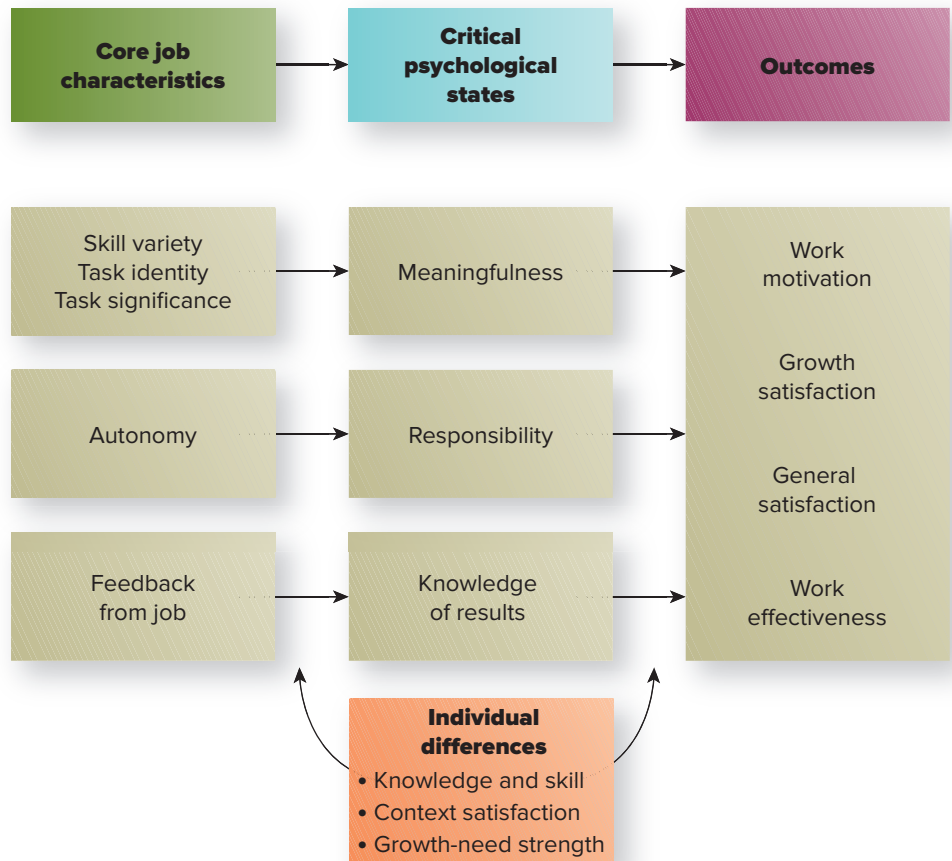 Core job
characteristics
Critical
psychological
states
Outcomes
Skill variety
Task identity
Task significance
Meaningfulness
Work
motivation
Growth
satisfaction
Autonomy
Responsibility
General
satisfaction
Feedback
from job
Knowledge
of results
Work
effectiveness
Individual
differences
• Knowledge and skill
• Context satisfaction
• Growth-need strength